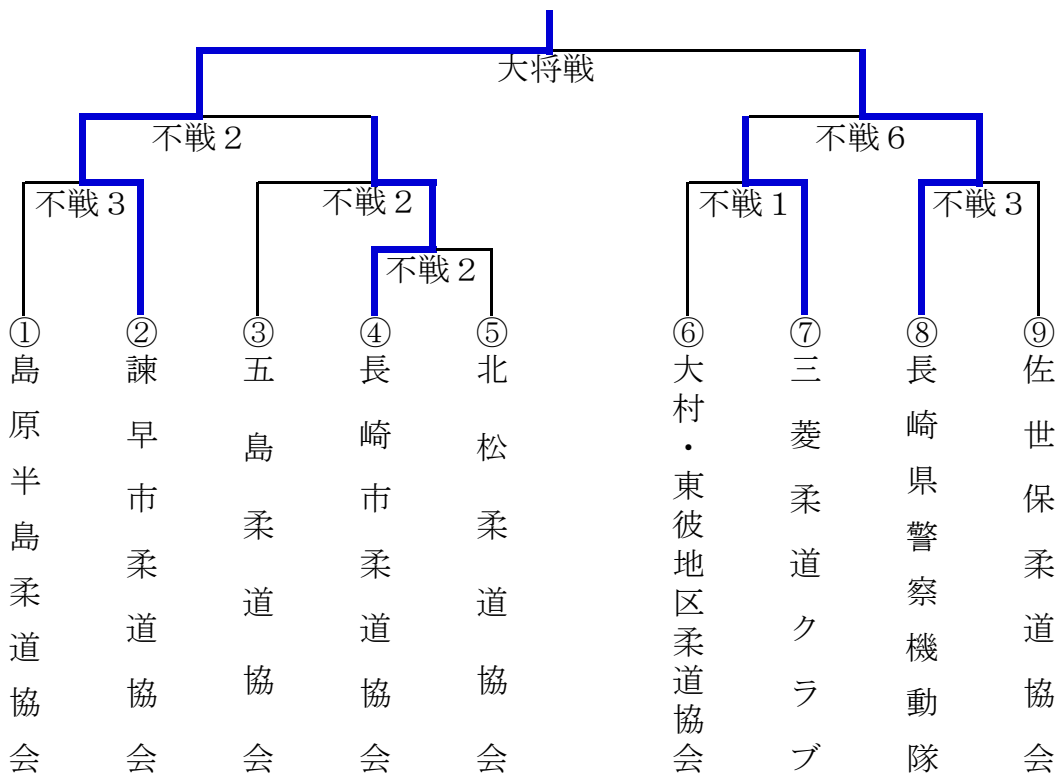 大将戦
不戦２
不戦６
不戦３
不戦２
不戦１
不戦３
不戦２
①島原半島柔道協会
②諫早市柔道協会
③五島柔道協会
④長崎市柔道協会
⑤北松柔道協会
⑥大村・東彼地区柔道協会
⑦三菱柔道クラブ
⑧長崎県警察機動隊
⑨佐世保柔道協会